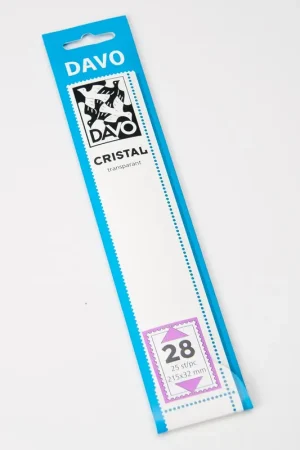 DAVO
DAVO
CRISTAL
transparant
28
25 st/pc
215x32 mm